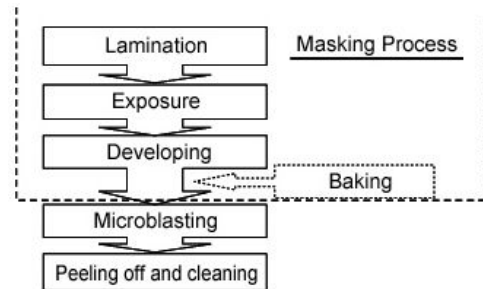 Lamination
Masking Process
Exposure
Developing
Baking
Microblasting
Peeling off and cleaning